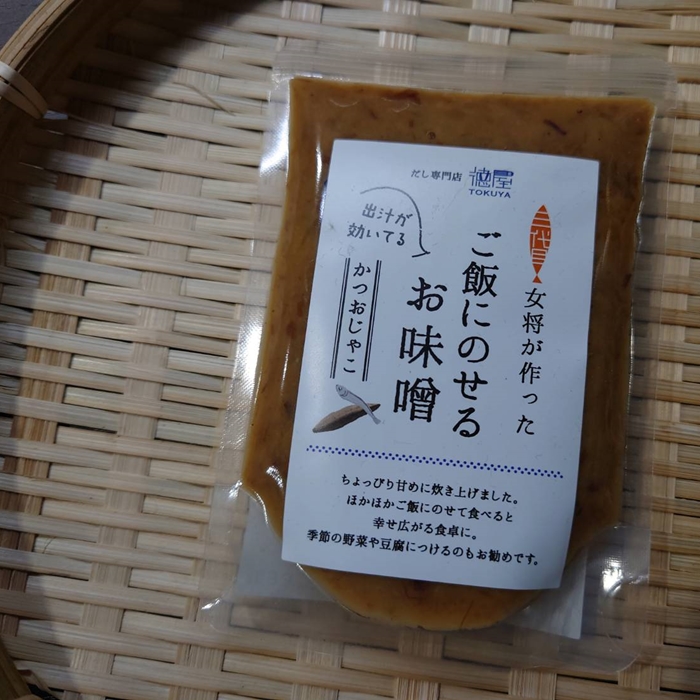 だし専門店 徳屋
TOKUYA
三代目
女将が作った
ご飯にのせる
お味噌
出汁が
効いてる
かつおじゃこ
ちょっぴり甘めに炊き上げました。
ほかほかご飯にのせて食べると
幸せ広がる食卓に。
季節の野菜や豆腐につけるのもお勧めです。